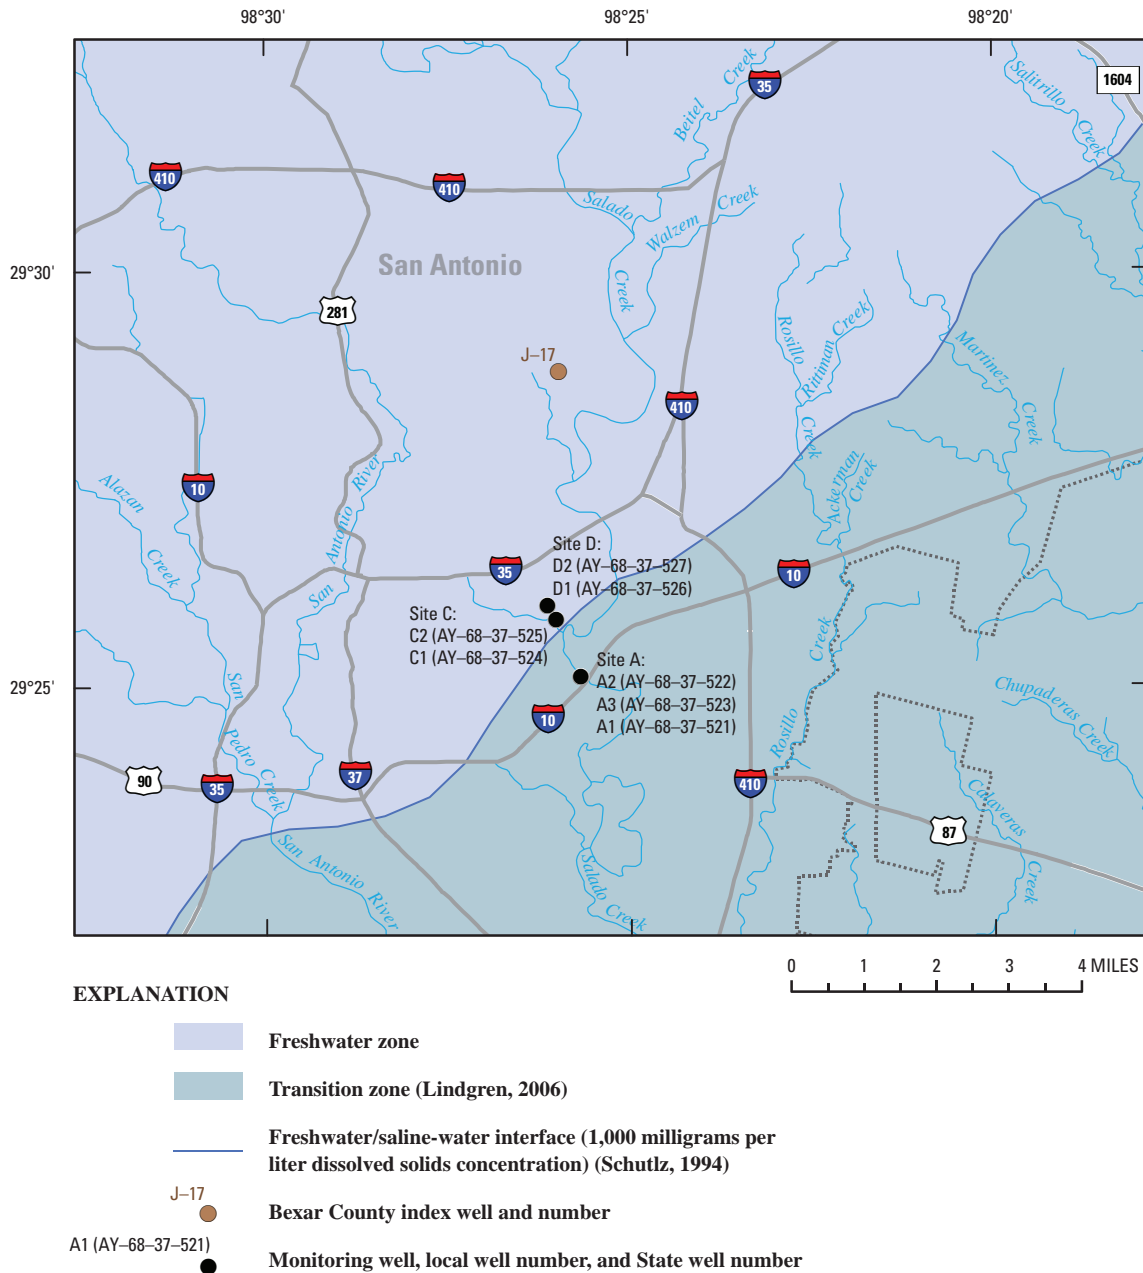 98°30'
98°25'
98°20'
Beitel Creek
35
Salitrillo Creek
1604
410
410
Salado Creek
Walzem Creek
29°30'
San Antonio
281
Rosillo Creek
Rittiman Creek
Martinez Creek
J–17
410
10
Alazan Creek
San Antonio River
Ackerman Creek
35
Site D:
D2 (AY–68–37–527)
D1 (AY–68–37–526)
10
Site C:
C2 (AY–68–37–525)
C1 (AY–68–37–524)
Site A:
A2 (AY–68–37–522)
A3 (AY–68–37–523)
A1 (AY–68–37–521)
29°25'
San Pedro Creek
10
Rosillo Creek
Chupaderas Creek
90
35
37
410
Calaveras Creek
87
San Antonio River
Salado Creek
0 1 2 3 4 MILES
EXPLANATION
Freshwater zone
Transition zone (Lindgren, 2006)
Freshwater/saline-water interface (1,000 milligrams per
liter dissolved solids concentration) (Schutlz, 1994)
J–17
Bexar County index well and number
A1 (AY–68–37–521)
Monitoring well, local well number, and State well number